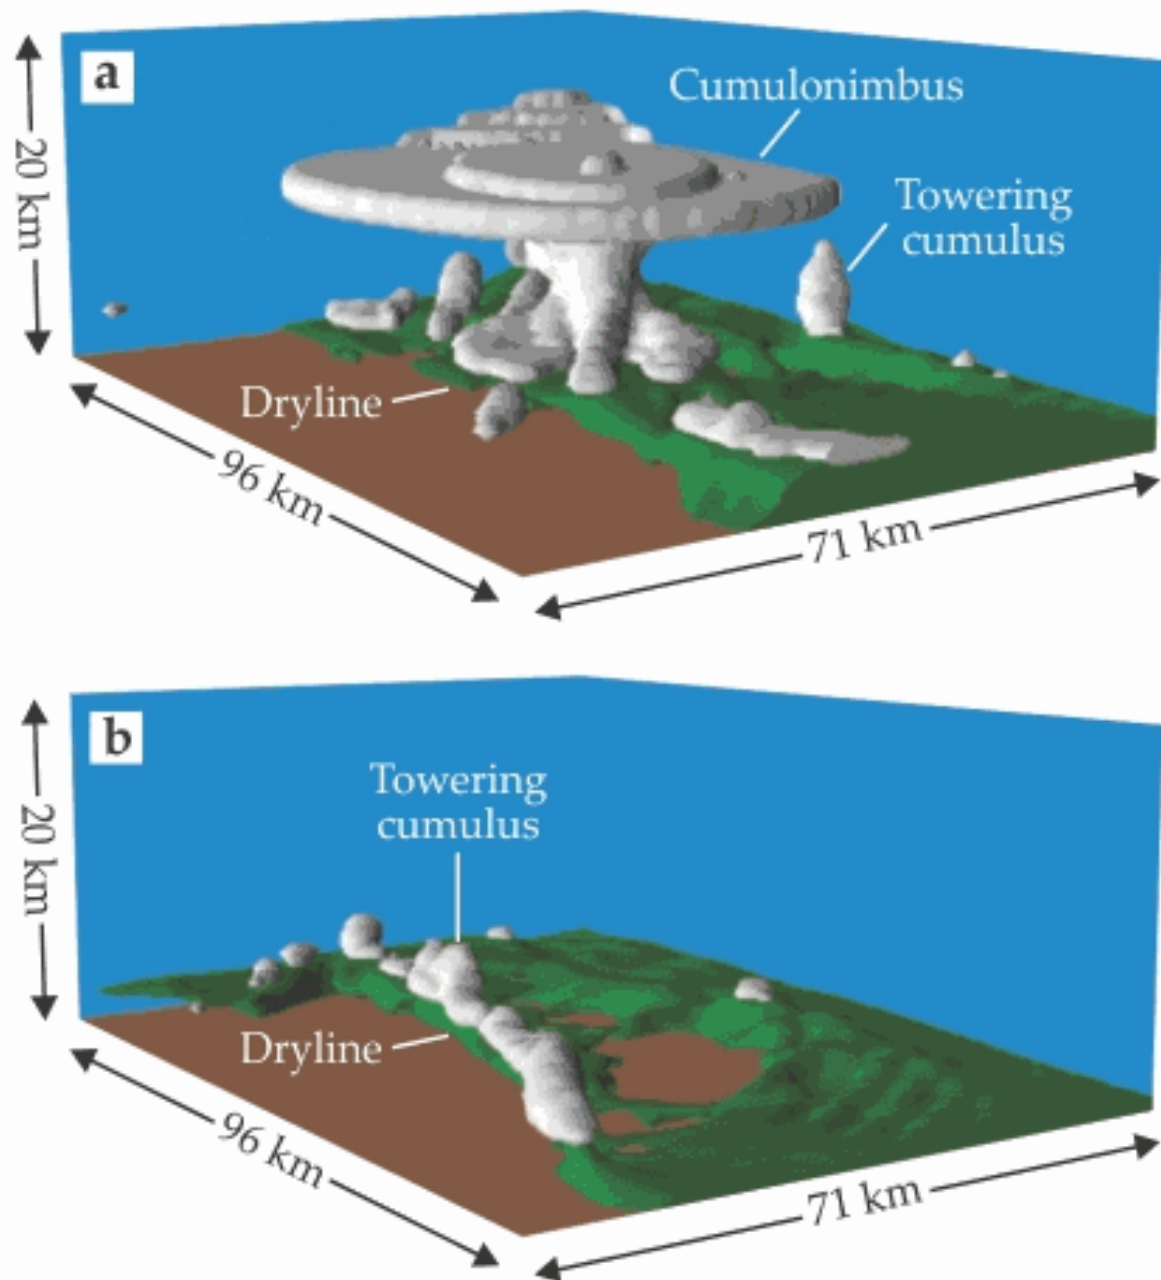 a
Cumulonimbus
Towering
cumulus
20 km
Dryline
96 km
71 km
b
Towering
cumulus
20 km
Dryline
96 km
71 km